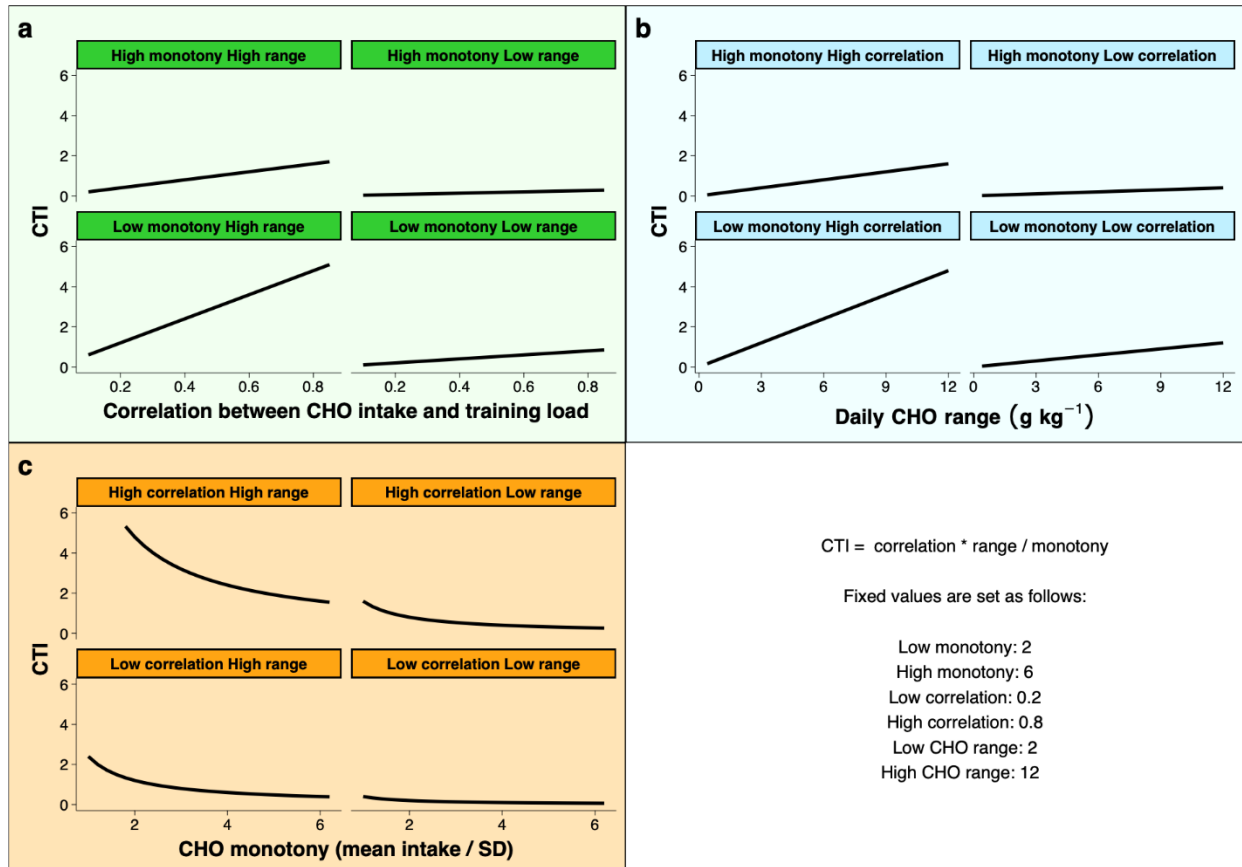 a
High monotony High range
High monotony Low range
6
4
2
0
CTI
Low monotony High range
Low monotony Low range
6
4
2
0
0.2
0.4
0.6
0.8
0.2
0.4
0.6
0.8
Correlation between CHO intake and training load
b
High monotony High correlation
High monotony Low correlation
6
4
2
0
CTI
Low monotony High correlation
Low monotony Low correlation
6
4
2
0
0
3
6
9
12
0
3
6
9
12
Daily CHO range (g kg⁻¹)
c
High correlation High range
High correlation Low range
6
4
2
0
CTI
Low correlation High range
Low correlation Low range
6
4
2
0
2
4
6
2
4
6
CHO monotony (mean intake / SD)
CTI = correlation * range / monotony
Fixed values are set as follows:
Low monotony: 2
High monotony: 6
Low correlation: 0.2
High correlation: 0.8
Low CHO range: 2
High CHO range: 12